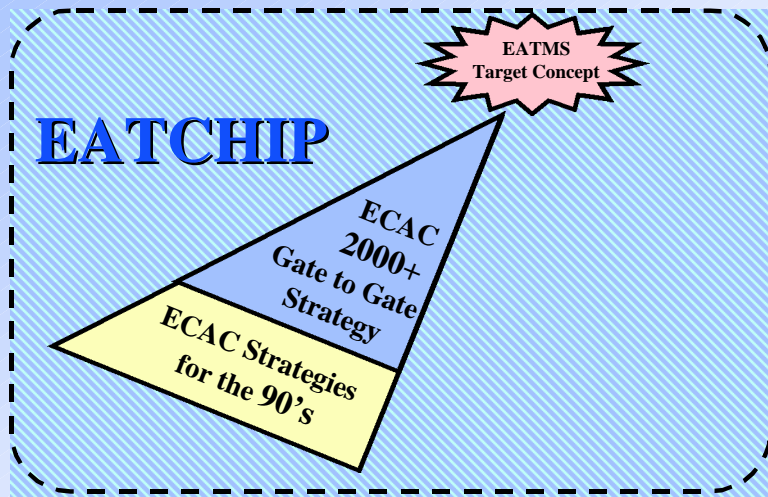 EATMS
Target Concept
EATCHIP
ECAC
2000+
Gate to Gate
Strategy
ECAC Strategies
for the 90's